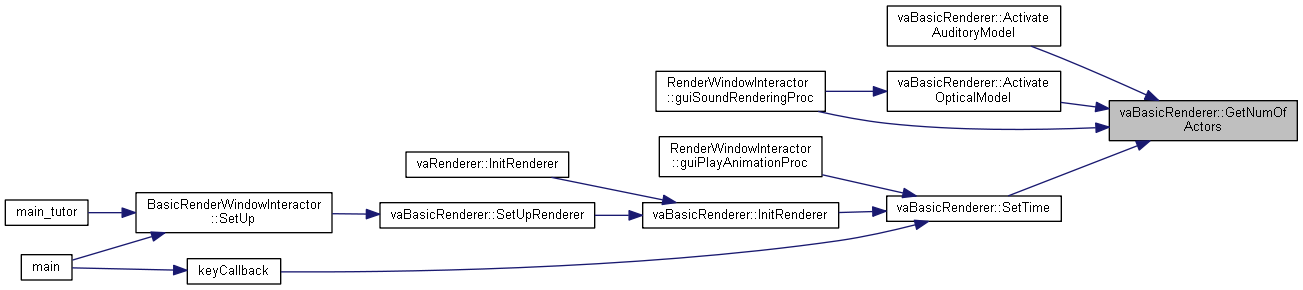 vaBasicRenderer::Activate
AuditoryModel
RenderWindowInteractor
::guiSoundRenderingProc
vaBasicRenderer::Activate
OpticalModel
vaBasicRenderer::GetNumOf
Actors
RenderWindowInteractor
::guiPlayAnimationProc
vaRenderer::InitRenderer
main_tutor
BasicRenderWindowInteractor
::SetUp
vaBasicRenderer::SetUpRenderer
vaBasicRenderer::InitRenderer
vaBasicRenderer::SetTime
main
keyCallback